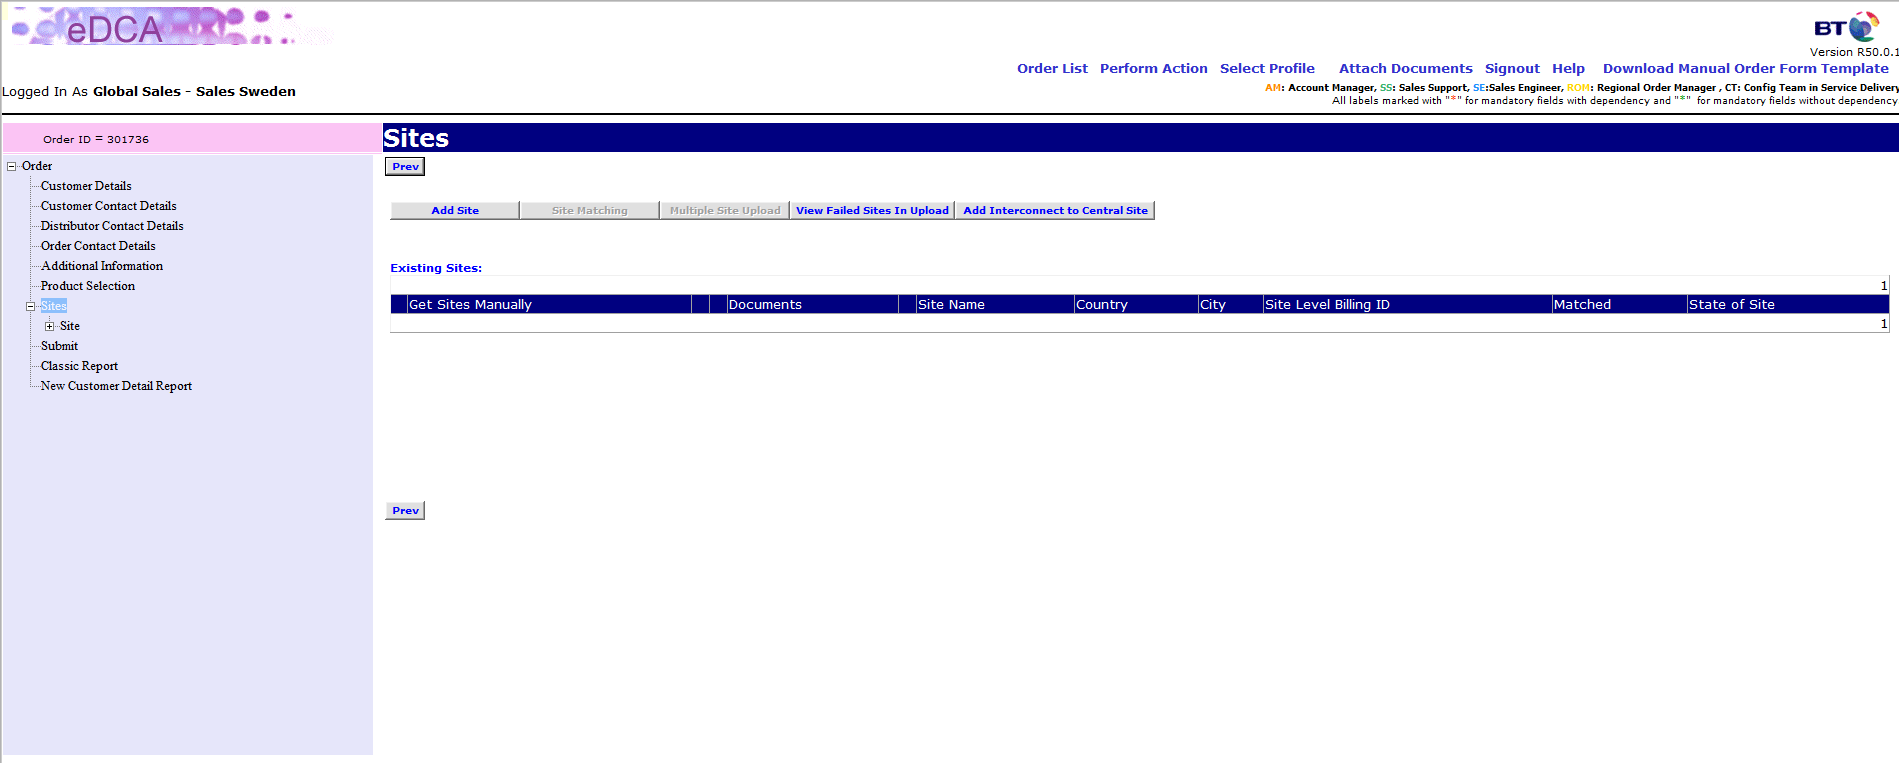 eDCA
BT
Version R50.0.1
Order List Perform Action Select Profile Attach Documents Signout Help Download Manual Order Form Template
Logged In As Global Sales - Sales Sweden
AM: Account Manager, SS: Sales Support, SE:Sales Engineer, ROM: Regional Order Manager , CT: Config Team in Service Delivery
All labels marked with "*" for mandatory fields with dependency and "*" for mandatory fields without dependency
Order ID = 301736
Sites
Order
Customer Details
Customer Contact Details
Distributor Contact Details
Order Contact Details
Additional Information
Product Selection
Sites
Site
Submit
Classic Report
New Customer Detail Report
Prev
Add Site Site Matching Multiple Site Upload View Failed Sites In Upload Add Interconnect to Central Site
Existing Sites:
1
Get Sites Manually Documents Site Name Country City Site Level Billing ID Matched State of Site
1
Prev